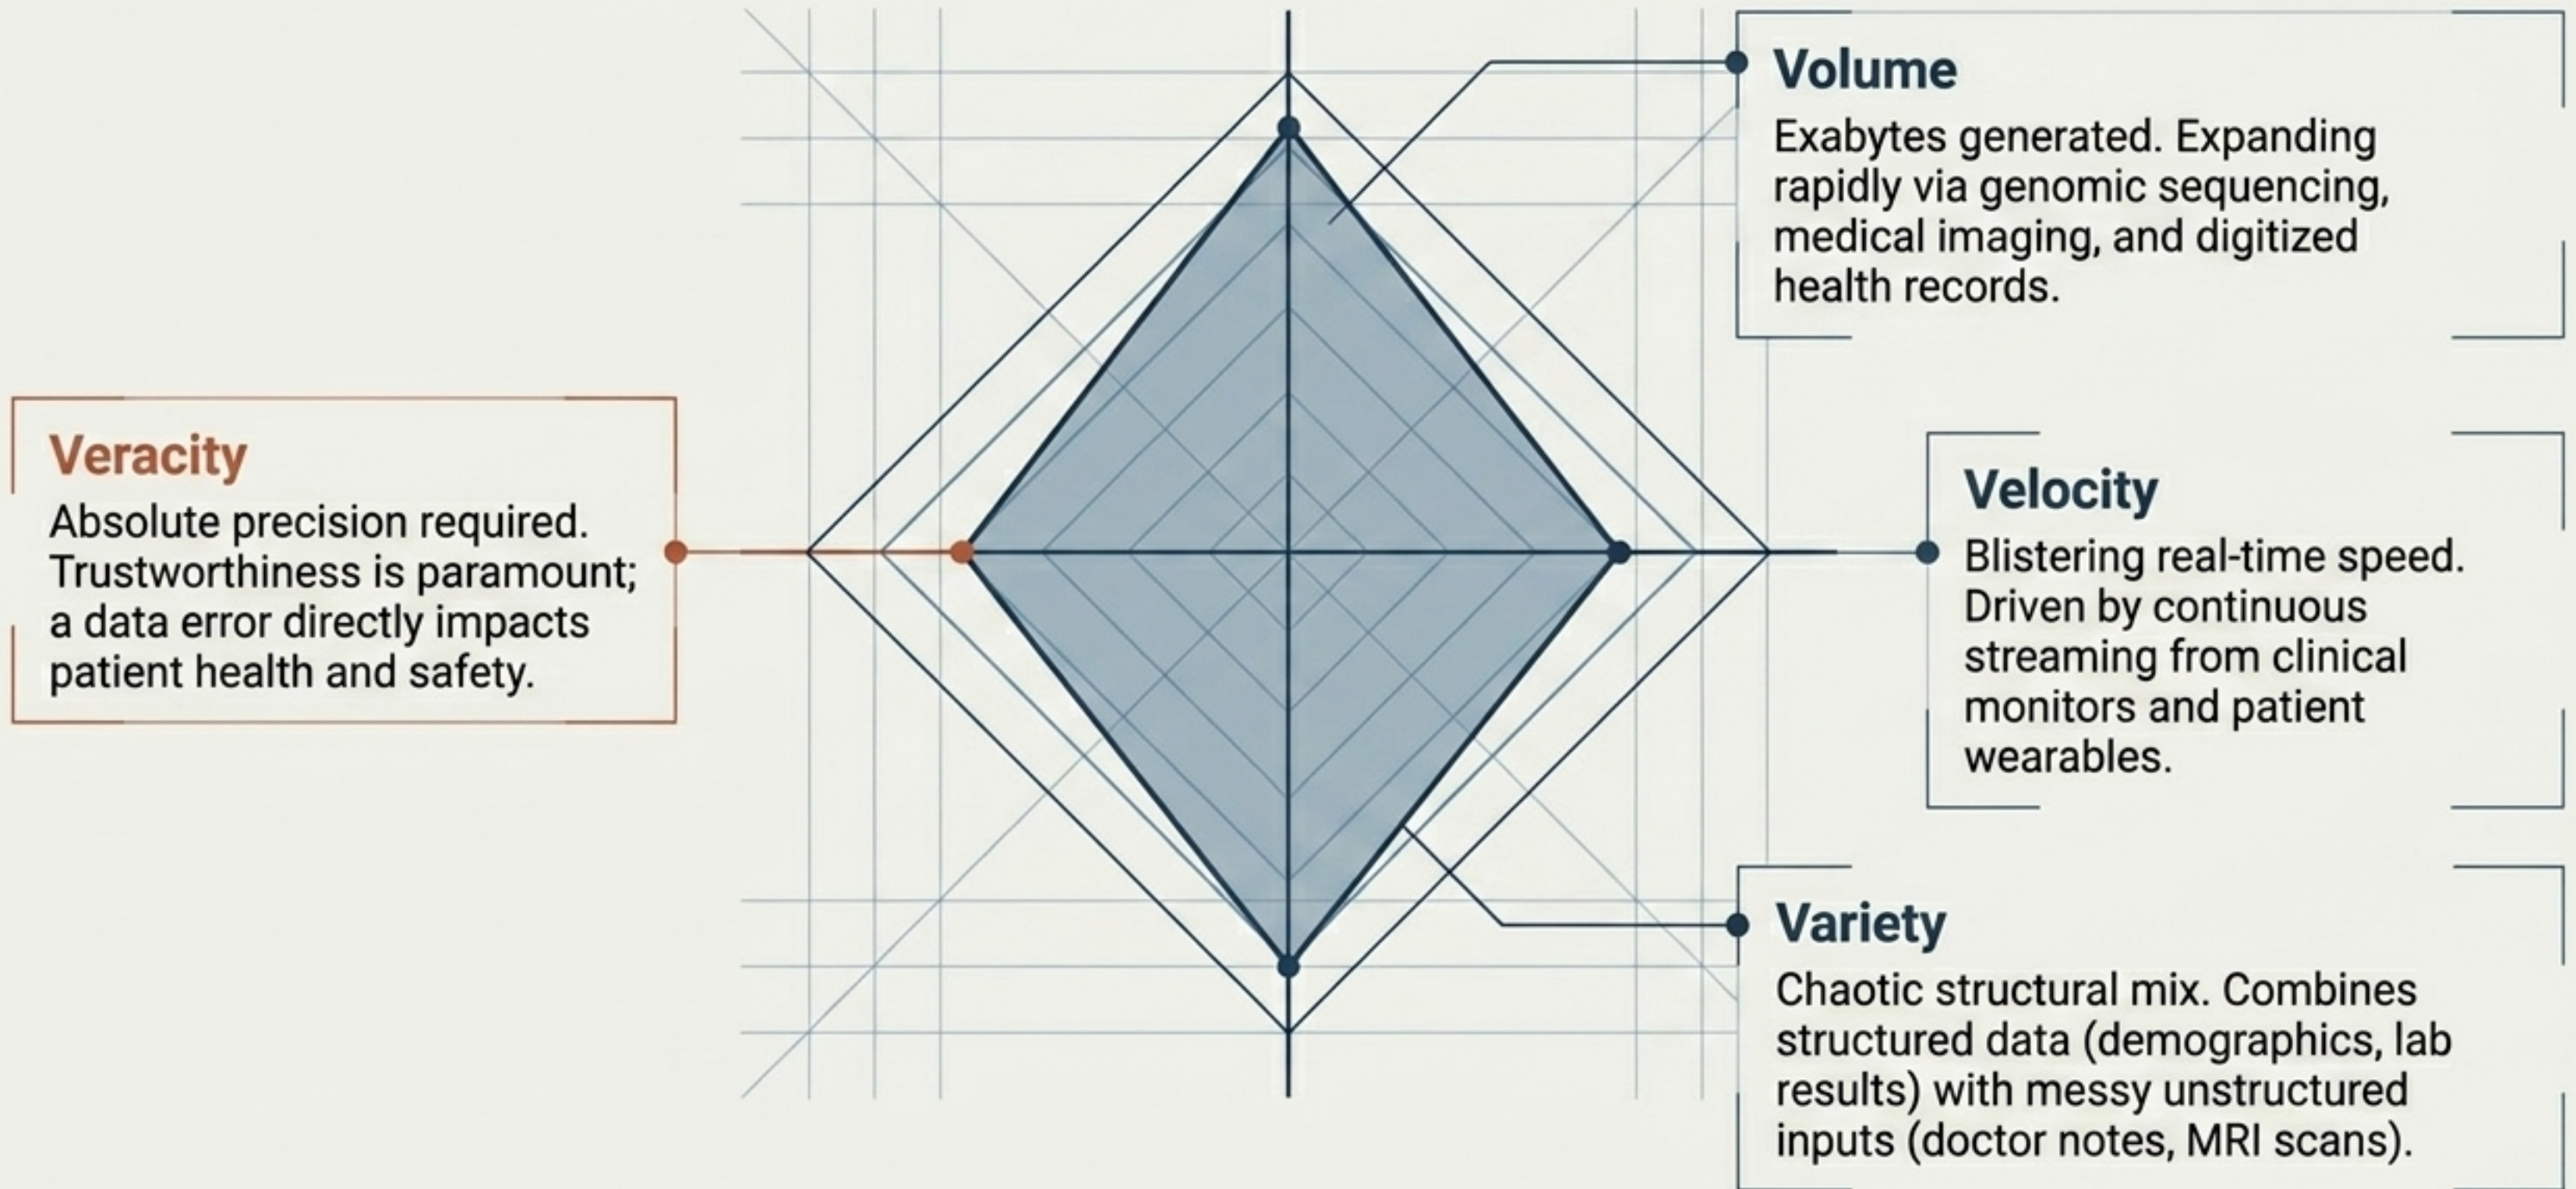 Volume
Exabytes generated. Expanding
rapidly via genomic sequencing,
medical imaging, and digitized
health records.
Veracity
Absolute precision required.
Trustworthiness is paramount;
a data error directly impacts
patient health and safety.
Velocity
Blistering real-time speed.
Driven by continuous
streaming from clinical
monitors and patient
wearables.
Variety
Chaotic structural mix. Combines
structured data (demographics, lab
results) with messy unstructured
inputs (doctor notes, MRI scans).